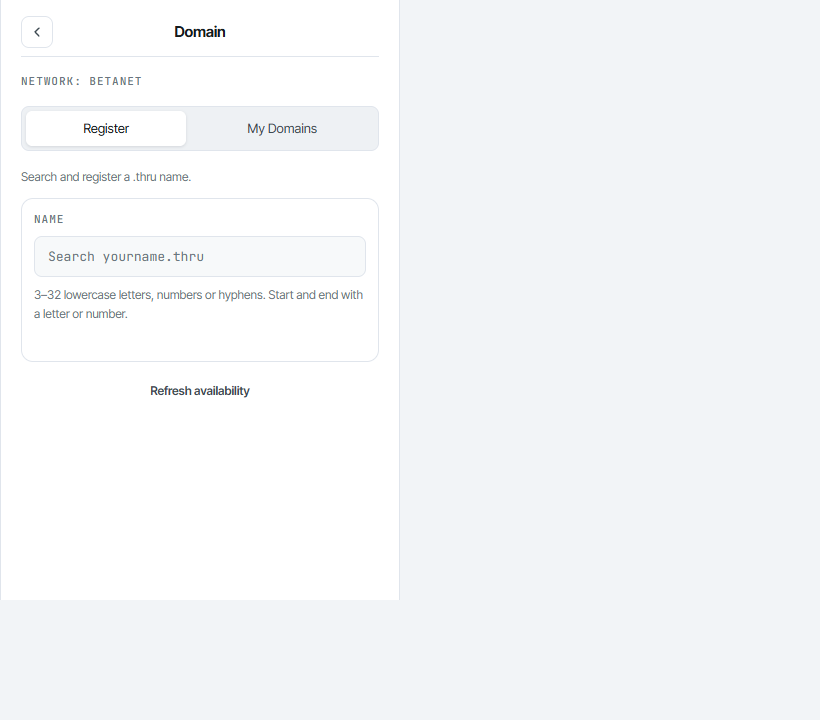 Domain
NETWORK: BETANET
Register
My Domains
Search and register a .thru name.
NAME
Search yourname.thru
3–32 lowercase letters, numbers or hyphens. Start and end with
a letter or number.
Refresh availability